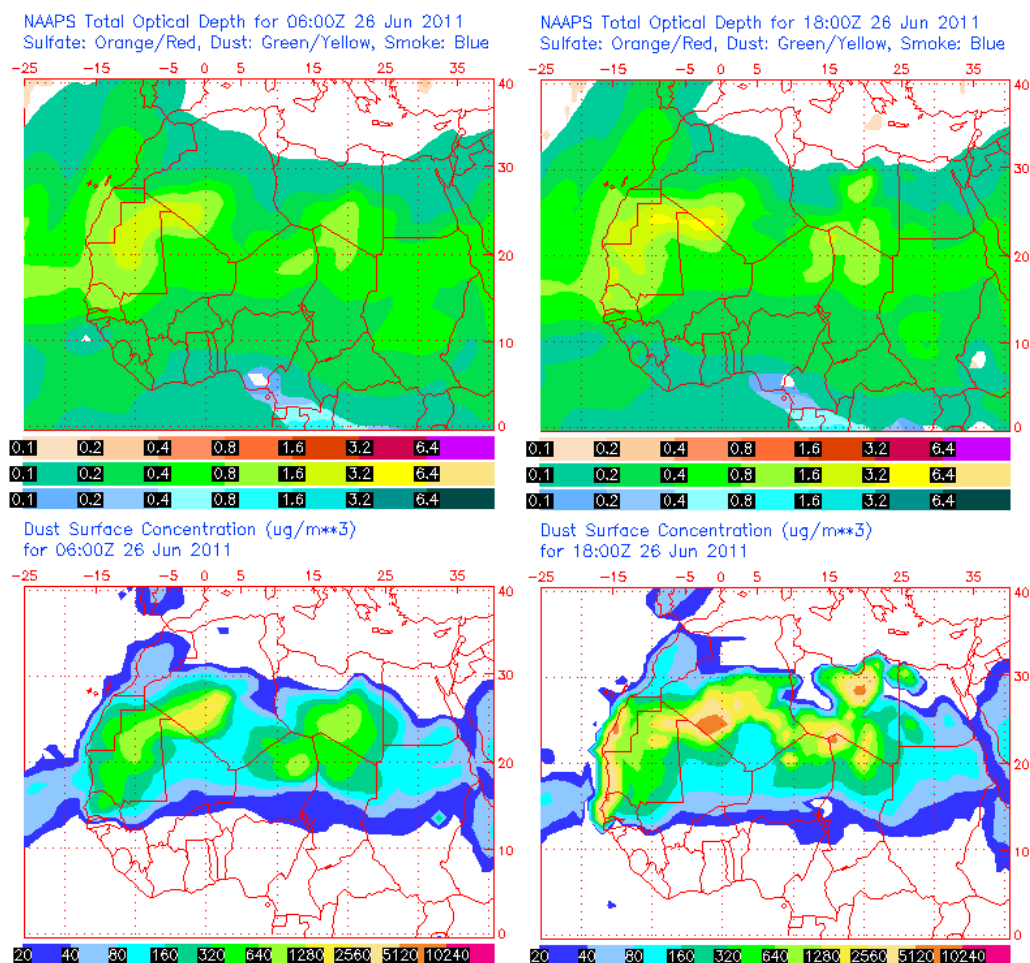 NAAPS Total Optical Depth for 06:00Z 26 Jun 2011
Sulfate: Orange/Red, Dust: Green/Yellow, Smoke: Blue
-25 -15 -5 0 5 15 25 35
40
30
20
10
0
0.1 0.2 0.4 0.8 1.6 3.2 6.4
0.1 0.2 0.4 0.8 1.6 3.2 6.4
0.1 0.2 0.4 0.8 1.6 3.2 6.4
NAAPS Total Optical Depth for 18:00Z 26 Jun 2011
Sulfate: Orange/Red, Dust: Green/Yellow, Smoke: Blue
-25 -15 -5 0 5 15 25 35
40
30
20
10
0
0.1 0.2 0.4 0.8 1.6 3.2 6.4
0.1 0.2 0.4 0.8 1.6 3.2 6.4
0.1 0.2 0.4 0.8 1.6 3.2 6.4
Dust Surface Concentration (ug/m**3)
for 06:00Z 26 Jun 2011
-25 -15 -5 0 5 15 25 35
40
30
20
10
0
20 40 80 160 320 640 1280 2560 5120 10240
Dust Surface Concentration (ug/m**3)
for 18:00Z 26 Jun 2011
-25 -15 -5 0 5 15 25 35
40
30
20
10
0
20 40 80 160 320 640 1280 2560 5120 10240